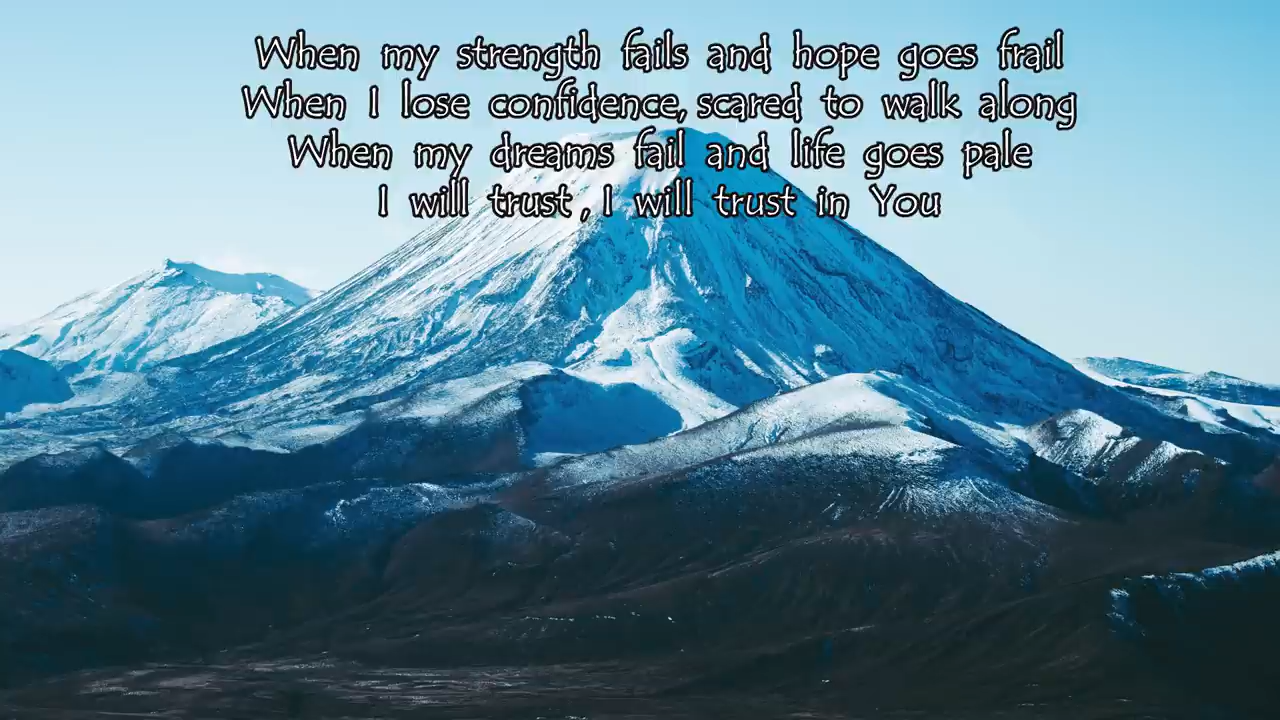 When my strength fails and hope goes frail
When I lose confidence, scared to walk along
When my dreams fail and life goes pale
I will trust, I will trust in You